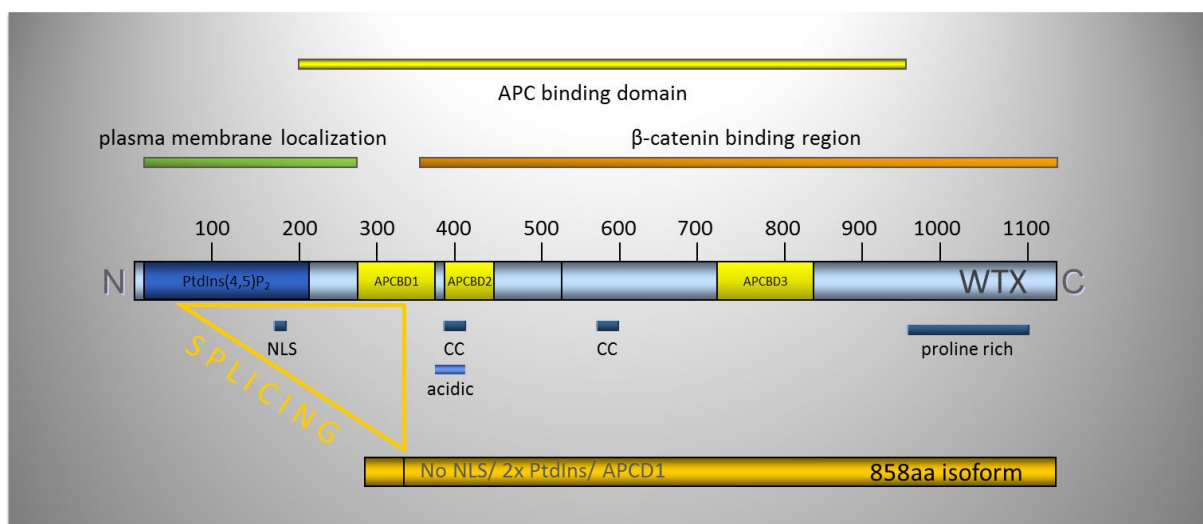 APC binding domain
plasma membrane localization
β-catenin binding region
100 200 300 400 500 600 700 800 900 1000 1100
N PtdIns(4,5)P₂ APCBD1 APCBD2 APCBD3 WTX C
NLS CC CC proline rich
acidic
SPLICING
No NLS/ 2x PtdIns/ APCD1 858aa isoform